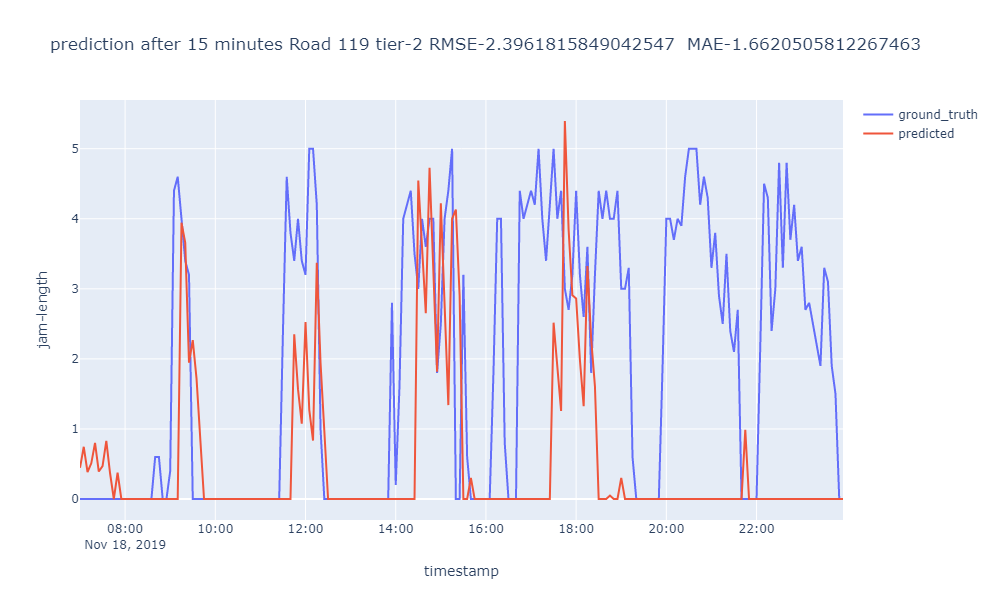 prediction after 15 minutes Road 119 tier-2 RMSE-2.3961815849042547  MAE-1.6620505812267463
ground_truth
predicted
jam-length
5
4
3
2
1
0
08:00 10:00 12:00 14:00 16:00 18:00 20:00 22:00
Nov 18, 2019
timestamp